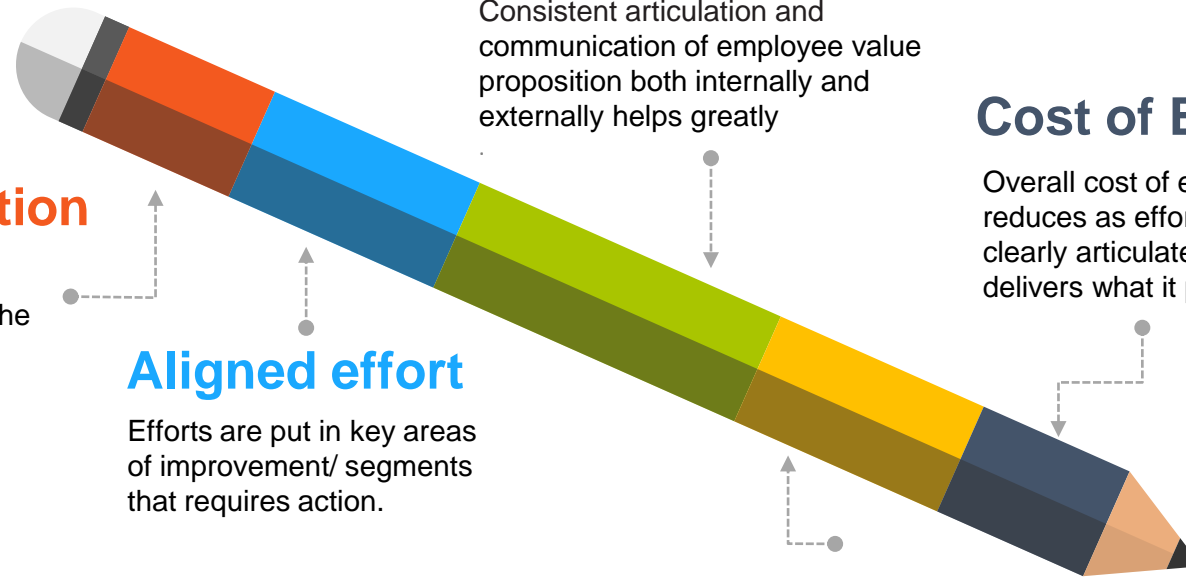 Consistent articulation and
communication of employee value
proposition both internally and
externally helps greatly
.
Cost of E
Overall cost of e
reduces as effor
clearly articulate
delivers what it p
tion
he
Aligned effort
Efforts are put in key areas
of improvement/ segments
that requires action.